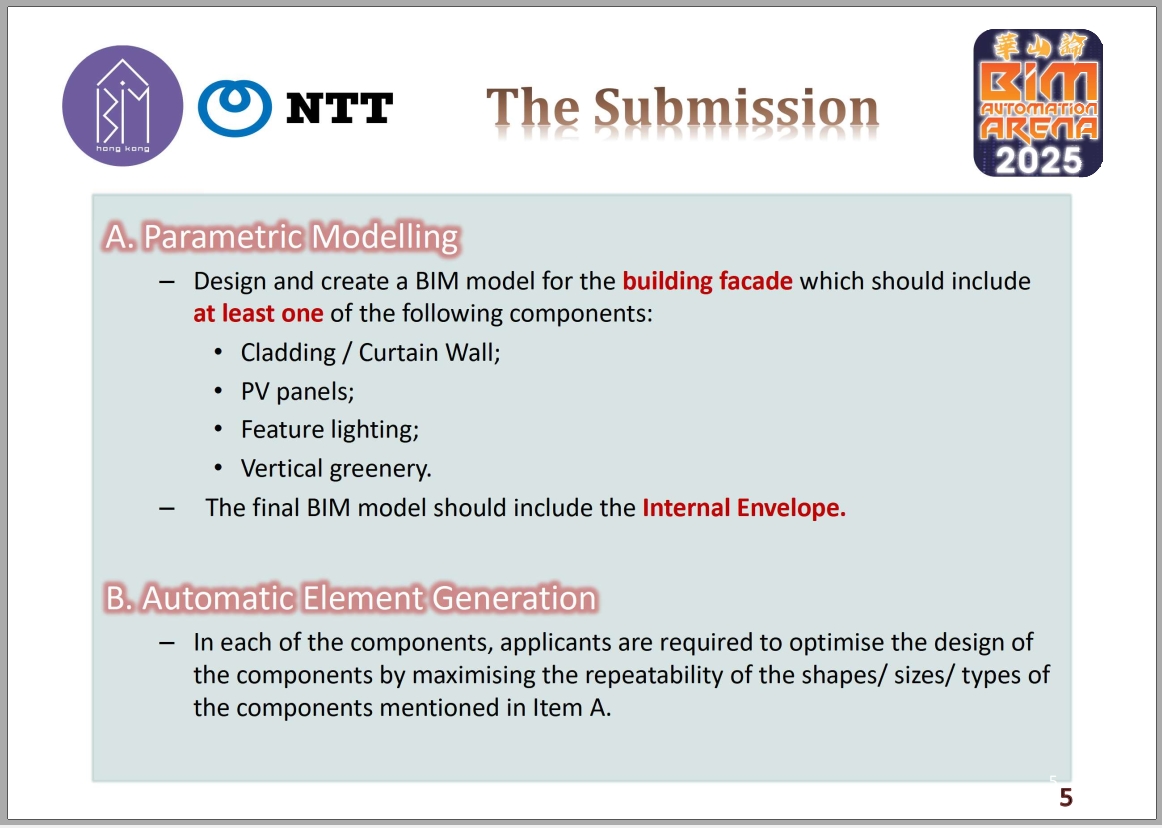 BIM
hong kong
NTT
The Submission
華山論
BiM
AUTOMATION
ARENA
2025
A. Parametric Modelling
– Design and create a BIM model for the building facade which should include
at least one of the following components:
• Cladding / Curtain Wall;
• PV panels;
• Feature lighting;
• Vertical greenery.
– The final BIM model should include the Internal Envelope.
B. Automatic Element Generation
– In each of the components, applicants are required to optimise the design of
the components by maximising the repeatability of the shapes/ sizes/ types of
the components mentioned in Item A.
5
5